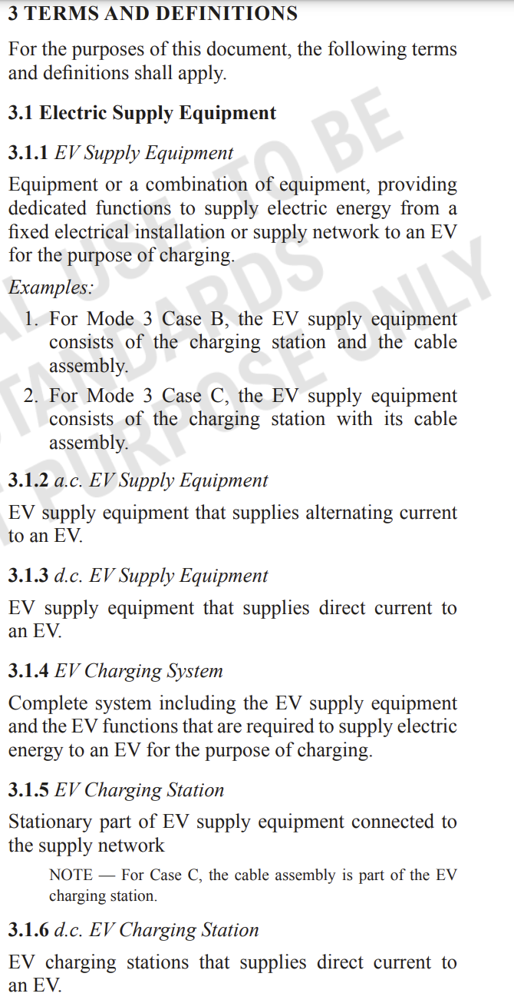 3 TERMS AND DEFINITIONS
For the purposes of this document, the following terms
and definitions shall apply.
3.1 Electric Supply Equipment
3.1.1 EV Supply Equipment
Equipment or a combination of equipment, providing
dedicated functions to supply electric energy from a
fixed electrical installation or supply network to an EV
for the purpose of charging.
Examples:
1. For Mode 3 Case B, the EV supply equipment
consists of the charging station and the cable
assembly.
2. For Mode 3 Case C, the EV supply equipment
consists of the charging station with its cable
assembly.
3.1.2 a.c. EV Supply Equipment
EV supply equipment that supplies alternating current
to an EV.
3.1.3 d.c. EV Supply Equipment
EV supply equipment that supplies direct current to
an EV.
3.1.4 EV Charging System
Complete system including the EV supply equipment
and the EV functions that are required to supply electric
energy to an EV for the purpose of charging.
3.1.5 EV Charging Station
Stationary part of EV supply equipment connected to
the supply network
NOTE — For Case C, the cable assembly is part of the EV
charging station.
3.1.6 d.c. EV Charging Station
EV charging stations that supplies direct current to
an EV.
USE. TO BE
STANDARDS
PURPOSE ONLY